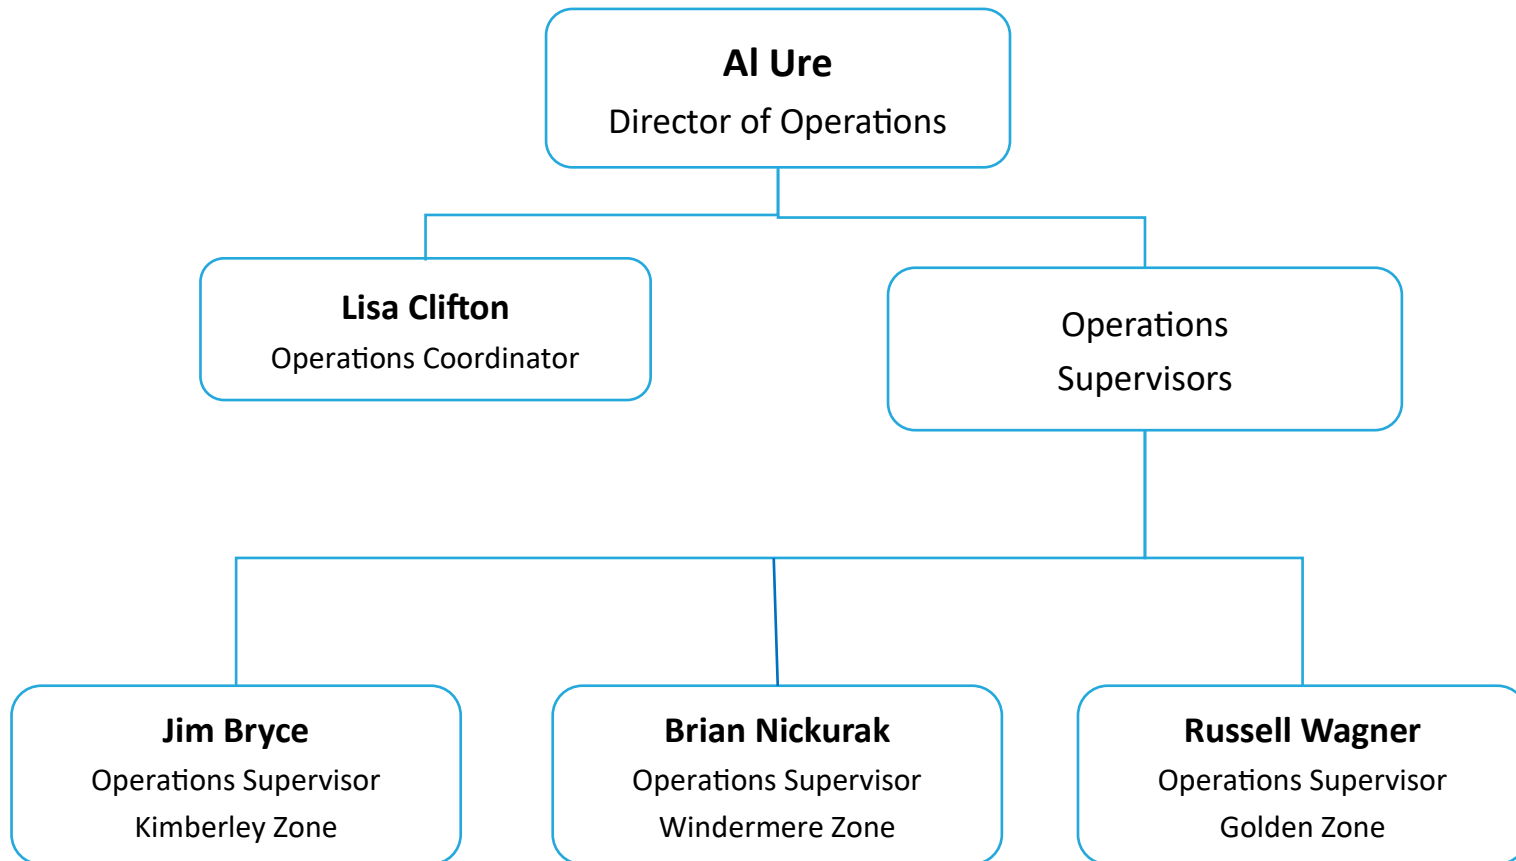 Al Ure
Director of Operations
Lisa Clifton
Operations Coordinator
Operations
Supervisors
Jim Bryce
Operations Supervisor
Kimberley Zone
Brian Nickurak
Operations Supervisor
Windermere Zone
Russell Wagner
Operations Supervisor
Golden Zone